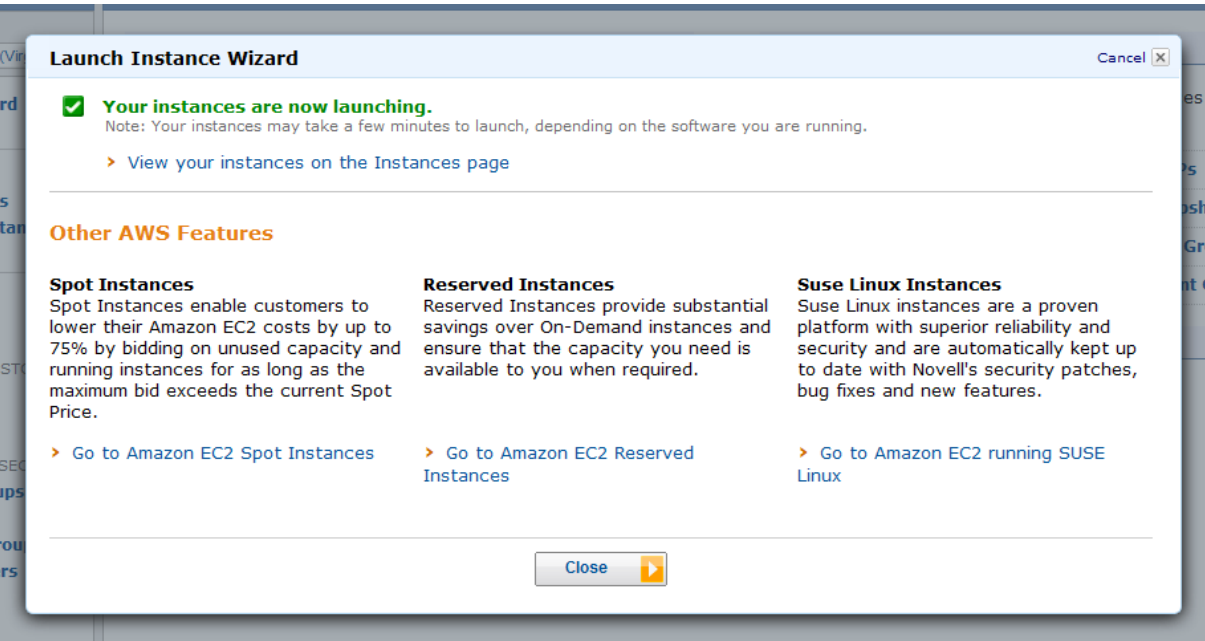 Launch Instance Wizard
Cancel
Your instances are now launching.
Note: Your instances may take a few minutes to launch, depending on the software you are running.
> View your instances on the Instances page
Other AWS Features
Spot Instances
Spot Instances enable customers to
lower their Amazon EC2 costs by up to
75% by bidding on unused capacity and
running instances for as long as the
maximum bid exceeds the current Spot
Price.
> Go to Amazon EC2 Spot Instances
Reserved Instances
Reserved Instances provide substantial
savings over On-Demand instances and
ensure that the capacity you need is
available to you when required.
> Go to Amazon EC2 Reserved
Instances
Suse Linux Instances
Suse Linux instances are a proven
platform with superior reliability and
security and are automatically kept up
to date with Novell's security patches,
bug fixes and new features.
> Go to Amazon EC2 running SUSE
Linux
Close